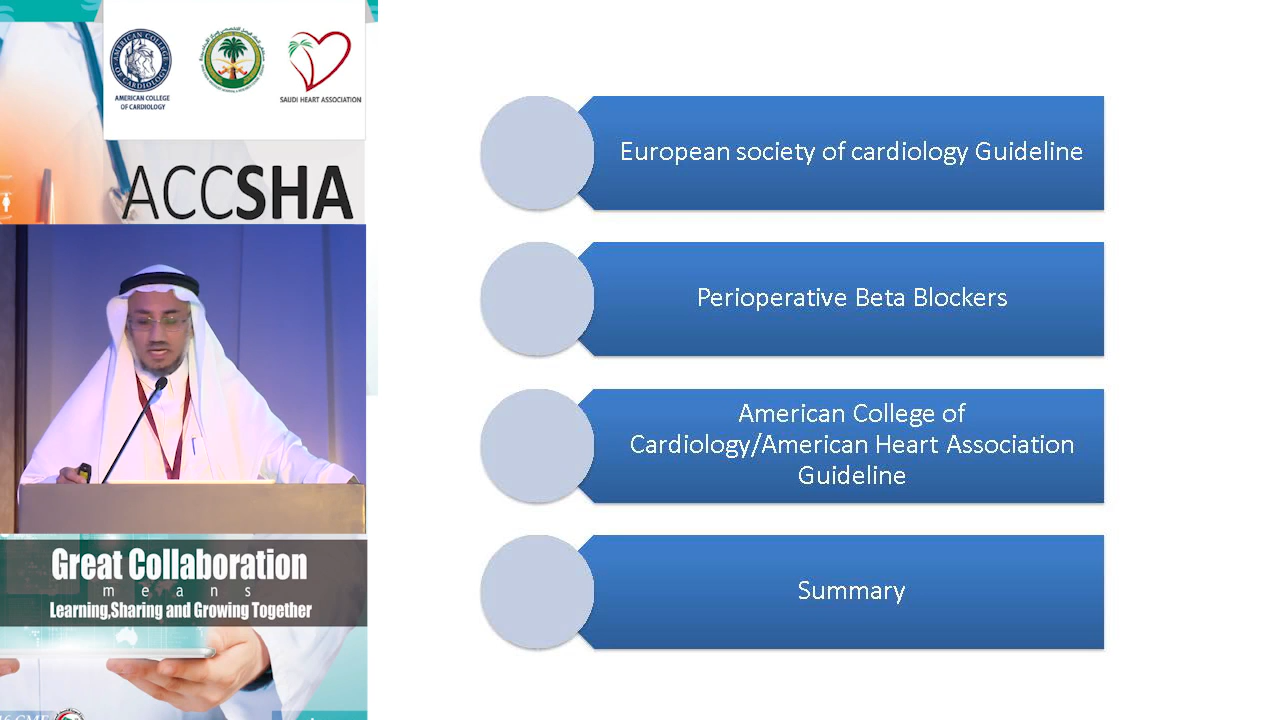 AMERICAN COLLEGE
OF CARDIOLOGY
SAUDI HEART ASSOCIATION
ACCSHA
Great Collaboration
means
Learning,Sharing and Growing Together
European society of cardiology Guideline
Perioperative Beta Blockers
American College of
Cardiology/American Heart Association
Guideline
Summary